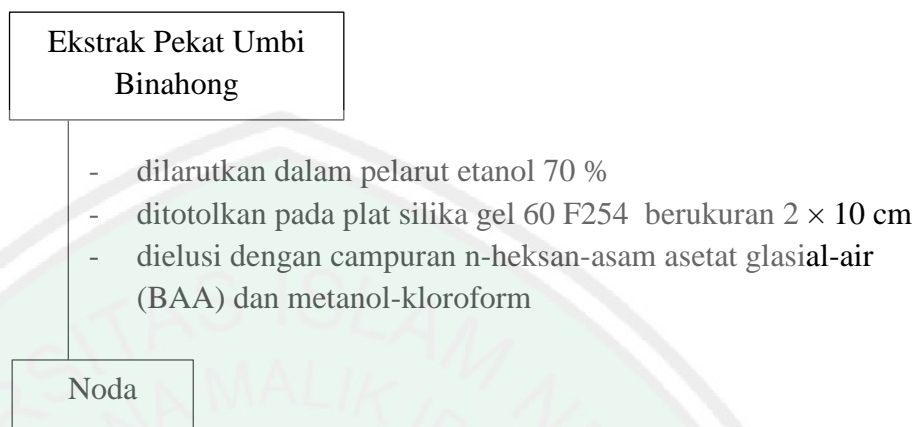 Ekstrak Pekat Umbi
Binahong
- dilarutkan dalam pelarut etanol 70 %
- ditotolkan pada plat silika gel 60 F254 berukuran 2 × 10 cm
- dielusi dengan campuran n-heksan-asam asetat glasial-air
(BAA) dan metanol-kloroform
Noda